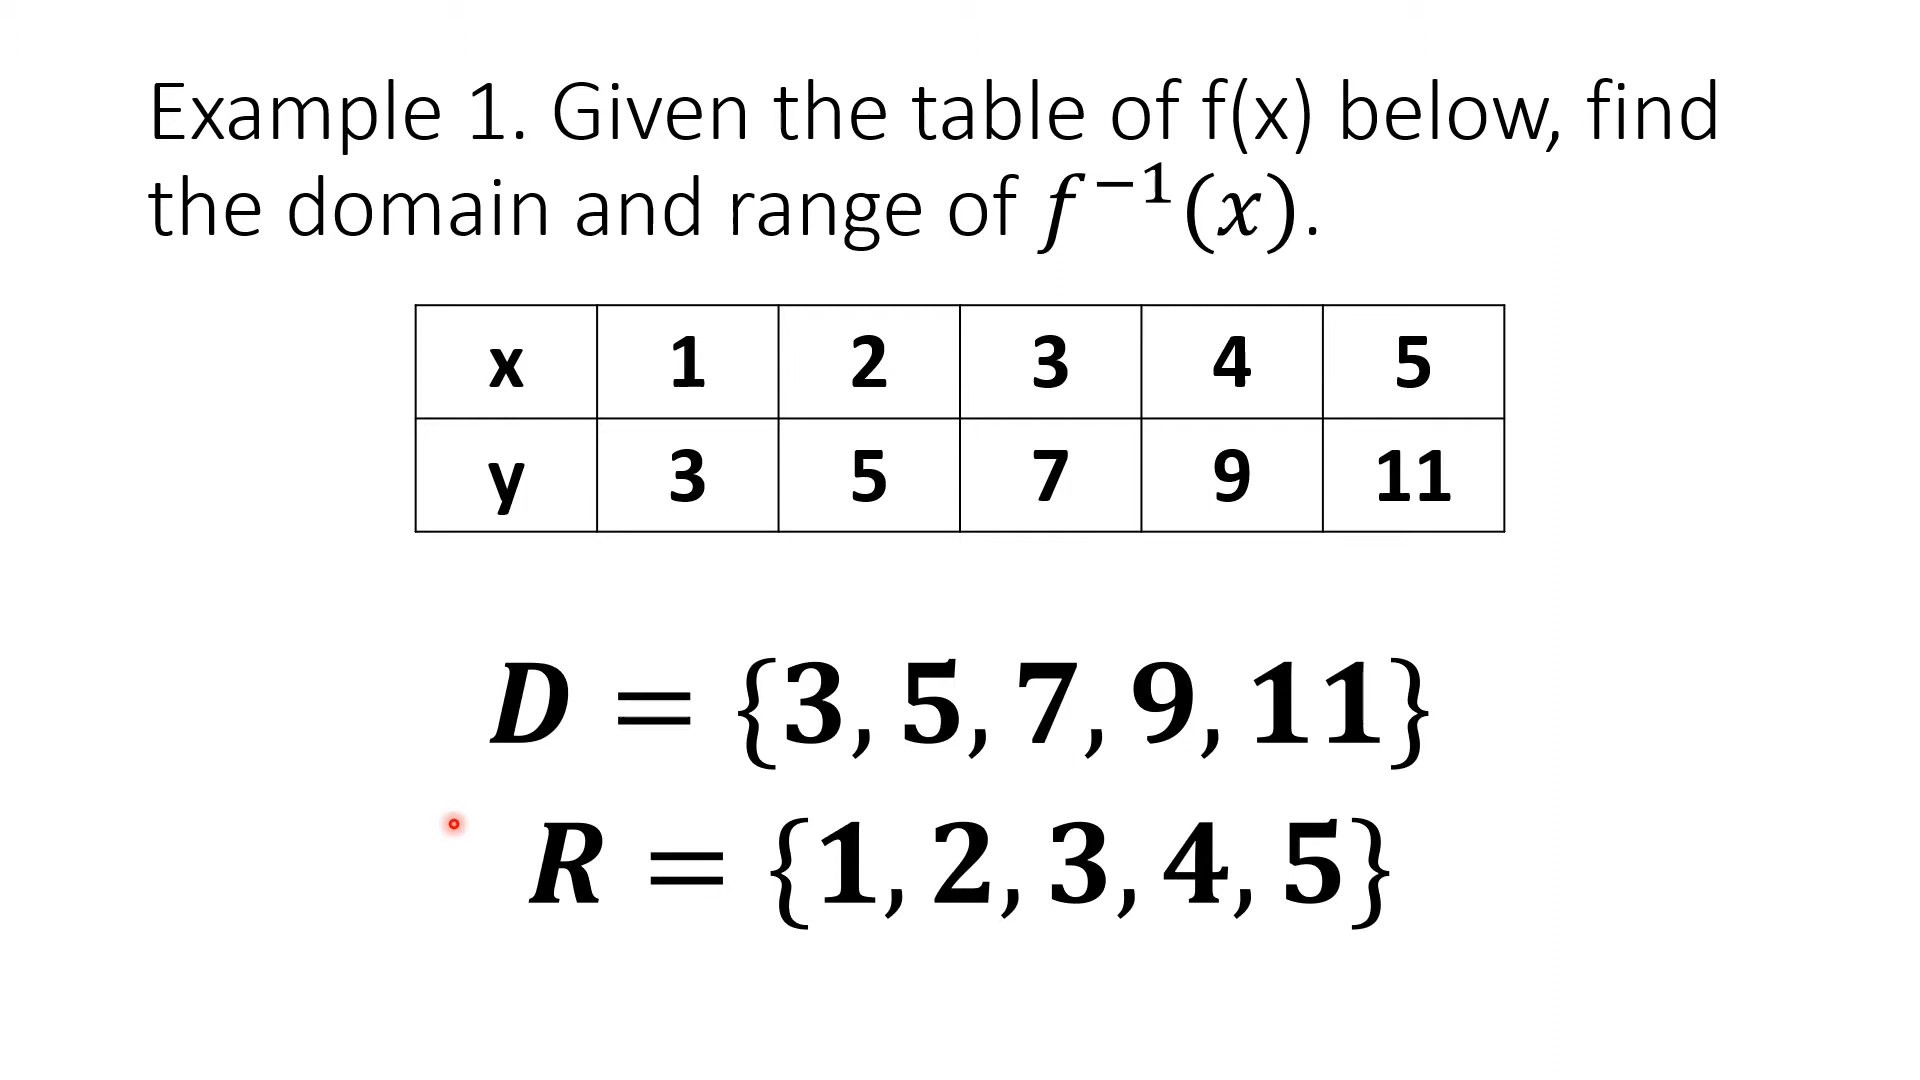 Example 1. Given the table of f(x) below, find
the domain and range of f⁻¹(x).
x 1 2 3 4 5
y 3 5 7 9 11
D = {3, 5, 7, 9, 11}
R = {1, 2, 3, 4, 5}